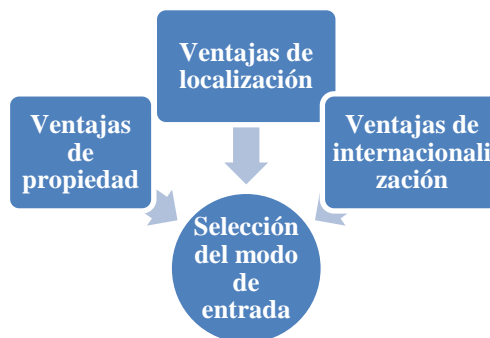 Ventajas de
localización
Ventajas
de
propiedad
Ventajas de
internacionali
zación
Selección
del modo
de
entrada